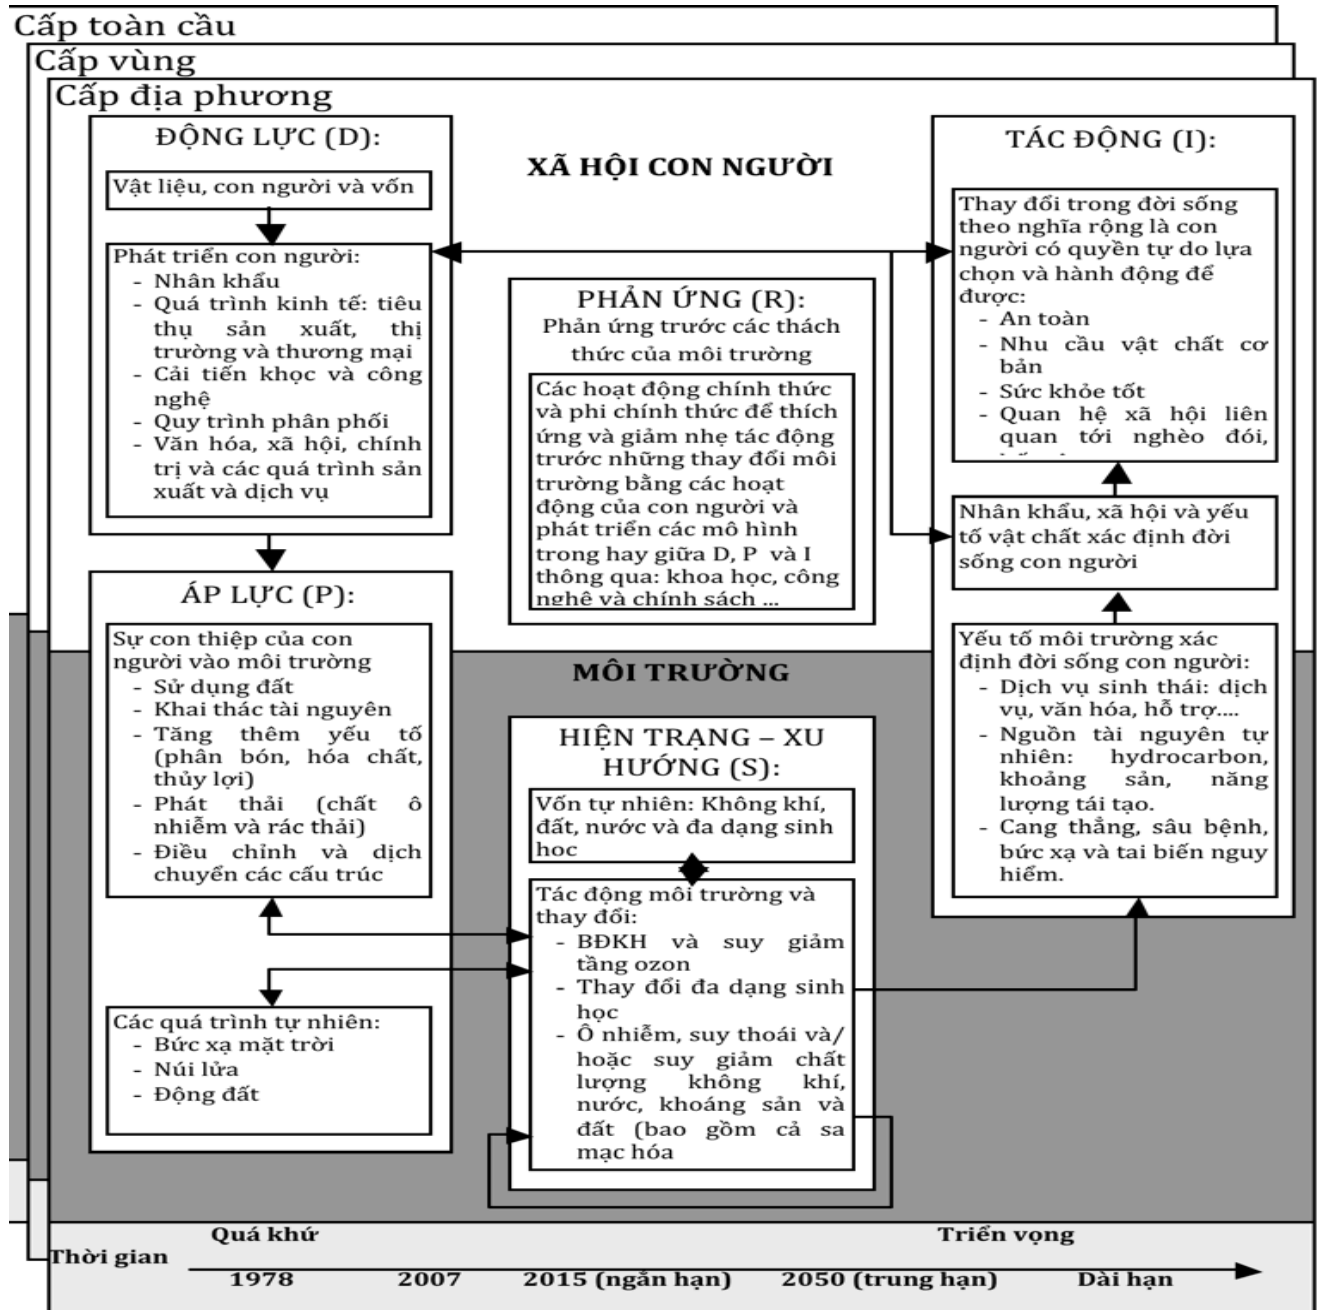 Cấp toàn cầu
Cấp vùng
Cấp địa phương
ĐỘNG LỰC (D):
Vật liệu, con người và vốn
Phát triển con người:
- Nhân khẩu
- Quá trình kinh tế: tiêu
thụ sản xuất, thị
trường và thương mại
- Cải tiến khọc và công
nghệ
- Quy trình phân phối
- Văn hóa, xã hội, chính
trị và các quá trình sản
xuất và dịch vụ
ÁP LỰC (P):
Sự con thiệp của con
người vào môi trường
- Sử dụng đất
- Khai thác tài nguyên
- Tăng thêm yếu tố
(phân bón, hóa chất,
thủy lợi)
- Phát thải (chất ô
nhiễm và rác thải)
- Điều chỉnh và dịch
chuyển các cấu trúc
Các quá trình tự nhiên:
- Bức xạ mặt trời
- Núi lửa
- Động đất
XÃ HỘI CON NGƯỜI
PHẢN ỨNG (R):
Phản ứng trước các thách
thức của môi trường
Các hoạt động chính thức
và phi chính thức để thích
ứng và giảm nhẹ tác động
trước những thay đổi môi
trường bằng các hoạt
động của con người và
phát triển các mô hình
trong hay giữa D, P và I
thông qua: khoa học, công
nghệ và chính sách ...
MÔI TRƯỜNG
HIỆN TRẠNG – XU
HƯỚNG (S):
Vốn tự nhiên: Không khí,
đất, nước và đa dạng sinh
học
Tác động môi trường và
thay đổi:
- BĐKH và suy giảm
tầng ozon
- Thay đổi đa dạng sinh
học
- Ô nhiễm, suy thoái và/
hoặc suy giảm chất
lượng không khí,
nước, khoáng sản và
đất (bao gồm cả sa
mạc hóa
TÁC ĐỘNG (I):
Thay đổi trong đời sống
theo nghĩa rộng là con
người có quyền tự do lựa
chọn và hành động để
được:
- An toàn
- Nhu cầu vật chất cơ
bản
- Sức khỏe tốt
- Quan hệ xã hội liên
quan tới nghèo đói,
Nhân khẩu, xã hội và yếu
tố vật chất xác định đời
sống con người
Yếu tố môi trường xác
định đời sống con người:
- Dịch vụ sinh thái: dịch
vụ, văn hóa, hỗ trợ....
- Nguồn tài nguyên tự
nhiên: hydrocarbon,
khoảng sản, năng
lượng tái tạo.
- Cang thẳng, sâu bệnh,
bức xạ và tai biến nguy
hiểm.
Quá khứ
Triển vọng
Thời gian
1978
2007
2015 (ngắn hạn)
2050 (trung hạn)
Dài hạn